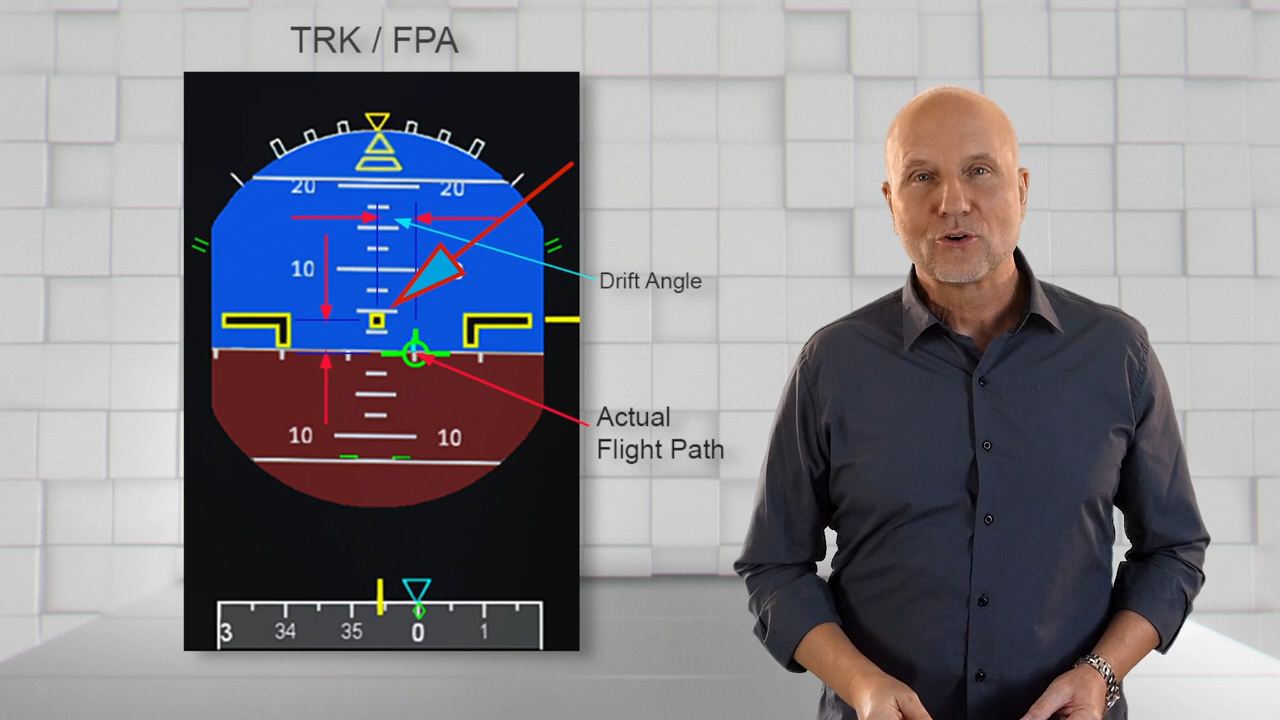 TRK / FPA
20 20
10
Drift Angle
Actual
Flight Path
10 10
3 34 35 0 1